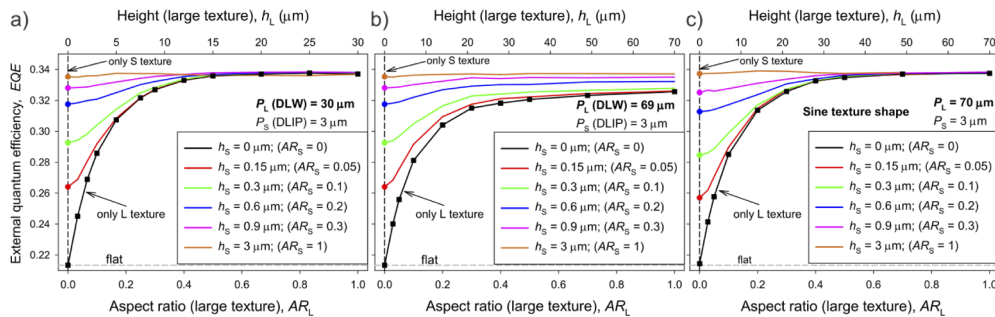 a)
Height (large texture), hL (μm)
0 5 10 15 20 25 30
only S texture
External quantum efficiency, EQE
0.34
0.32
0.30
0.28
0.26
0.24
0.22
PL (DLW) = 30 μm
PS (DLIP) = 3 μm
hS = 0 μm; (ARS = 0)
hS = 0.15 μm; (ARS = 0.05)
hS = 0.3 μm; (ARS = 0.1)
hS = 0.6 μm; (ARS = 0.2)
hS = 0.9 μm; (ARS = 0.3)
hS = 3 μm; (ARS = 1)
only L texture
flat
0.0 0.2 0.4 0.6 0.8 1.0
Aspect ratio (large texture), ARL
b)
Height (large texture), hL (μm)
0 10 20 30 40 50 60 70
only S texture
PL (DLW) = 69 μm
PS (DLIP) = 3 μm
hS = 0 μm; (ARS = 0)
hS = 0.15 μm; (ARS = 0.05)
hS = 0.3 μm; (ARS = 0.1)
hS = 0.6 μm; (ARS = 0.2)
hS = 0.9 μm; (ARS = 0.3)
hS = 3 μm; (ARS = 1)
only L texture
flat
0.0 0.2 0.4 0.6 0.8 1.0
Aspect ratio (large texture), ARL
c)
Height (large texture), hL (μm)
0 10 20 30 40 50 60 70
only S texture
Sine texture shape
PL = 70 μm
PS = 3 μm
hS = 0 μm; (ARS = 0)
hS = 0.15 μm; (ARS = 0.05)
hS = 0.3 μm; (ARS = 0.1)
hS = 0.6 μm; (ARS = 0.2)
hS = 0.9 μm; (ARS = 0.3)
hS = 3 μm; (ARS = 1)
only L texture
flat
0.0 0.2 0.4 0.6 0.8 1.0
Aspect ratio (large texture), ARL